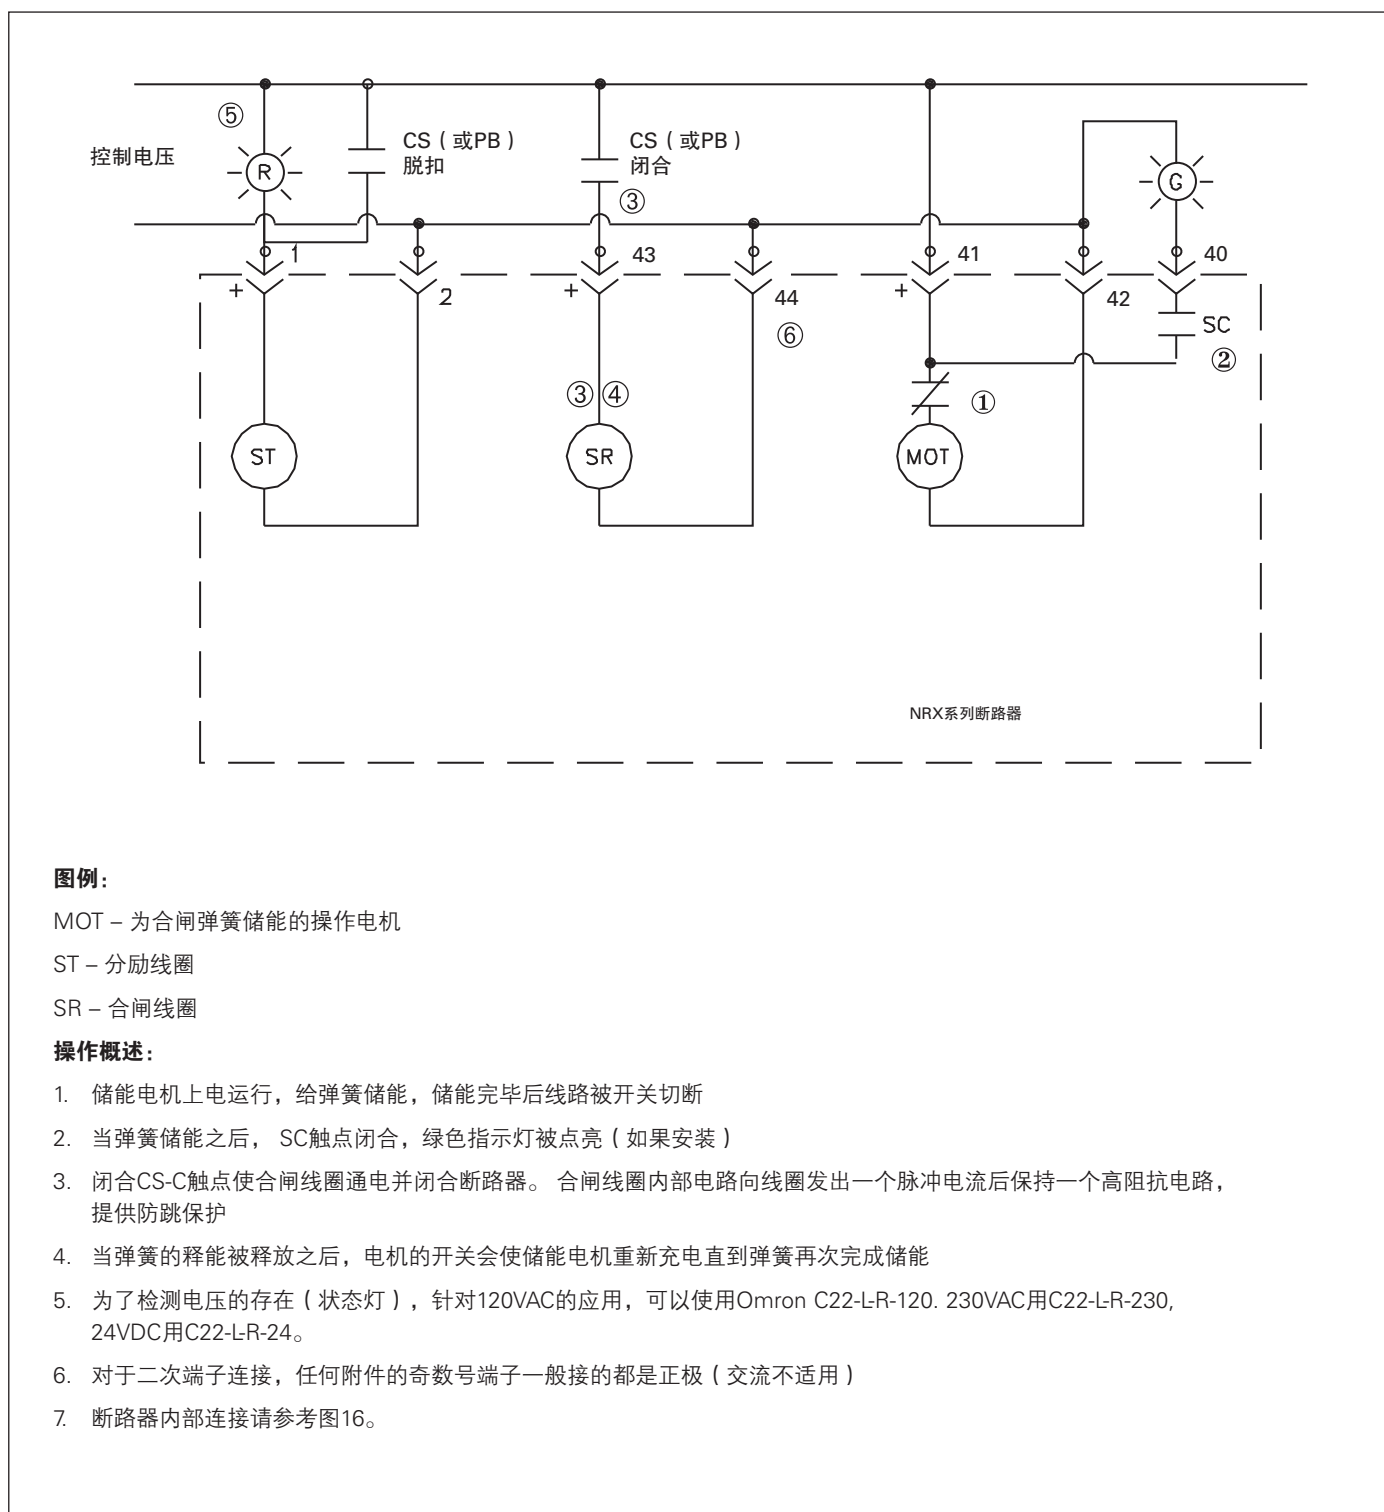 ⑤
控制电压
R
CS（或PB）
脱扣
CS（或PB）
闭合
③
G
1
43
41
40
+
2
+
44
+
42
SC
⑥
②
③ ④
①
ST
SR
MOT
NRX系列断路器
图例：
MOT – 为合闸弹簧储能的操作电机
ST – 分励线圈
SR – 合闸线圈
操作概述：
1. 储能电机上电运行，给弹簧储能，储能完毕后线路被开关切断
2. 当弹簧储能之后， SC触点闭合，绿色指示灯被点亮（如果安装）
3. 闭合CS-C触点使合闸线圈通电并闭合断路器。 合闸线圈内部电路向线圈发出一个脉冲电流后保持一个高阻抗电路，
提供防跳保护
4. 当弹簧的释能被释放之后，电机的开关会使储能电机重新充电直到弹簧再次完成储能
5. 为了检测电压的存在（状态灯），针对120VAC的应用，可以使用Omron C22-L-R-120. 230VAC用C22-L-R-230,
24VDC用C22-L-R-24。
6. 对于二次端子连接，任何附件的奇数号端子一般接的都是正极（交流不适用）
7. 断路器内部连接请参考图16。